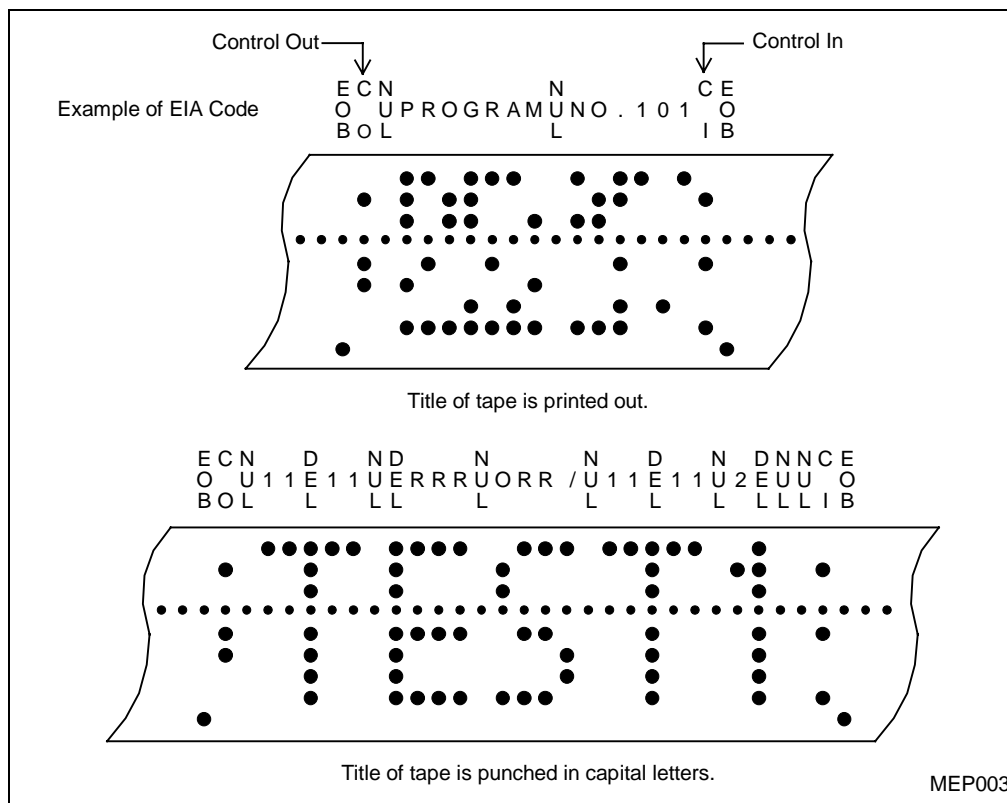 Control Out Control In
E C N N C E
Example of EIA Code O U P R O G R A M U N O . 1 0 1 O
B O L L I B
Title of tape is printed out.
E C N D N D N N D N D N N C E
O U 1 1 E 1 1 U E R R R U O R R / U 1 1 E 1 1 U 2 E U U O
B O L L L L L L L L L L L I B
TEST1
Title of tape is punched in capital letters.
MEP003